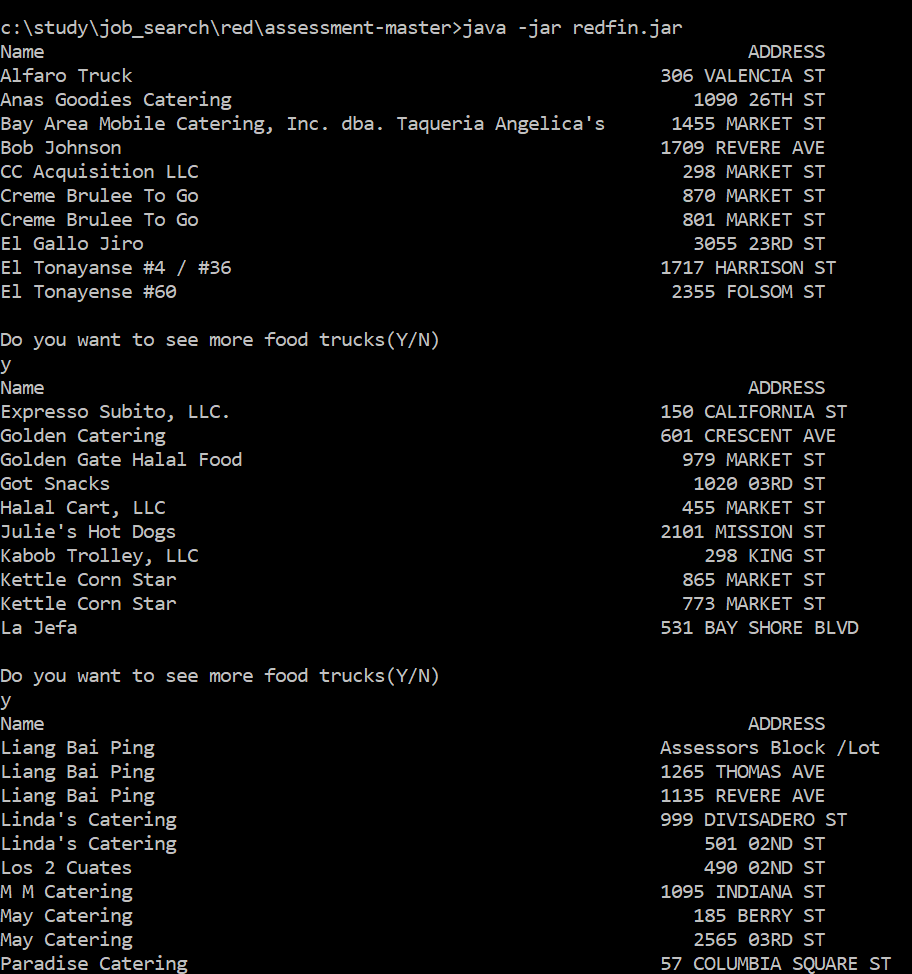 c:\study\job_search\red\assessment-master>java -jar redfin.jar
Name ADDRESS
Alfaro Truck 306 VALENCIA ST
Anas Goodies Catering 1090 26TH ST
Bay Area Mobile Catering, Inc. dba. Taqueria Angelica's 1455 MARKET ST
Bob Johnson 1709 REVERE AVE
CC Acquisition LLC 298 MARKET ST
Creme Brulee To Go 870 MARKET ST
Creme Brulee To Go 801 MARKET ST
El Gallo Jiro 3055 23RD ST
El Tonayanse #4 / #36 1717 HARRISON ST
El Tonayense #60 2355 FOLSOM ST
Do you want to see more food trucks(Y/N)
y
Name ADDRESS
Expresso Subito, LLC. 150 CALIFORNIA ST
Golden Catering 601 CRESCENT AVE
Golden Gate Halal Food 979 MARKET ST
Got Snacks 1020 03RD ST
Halal Cart, LLC 455 MARKET ST
Julie's Hot Dogs 2101 MISSION ST
Kabob Trolley, LLC 298 KING ST
Kettle Corn Star 865 MARKET ST
Kettle Corn Star 773 MARKET ST
La Jefa 531 BAY SHORE BLVD
Do you want to see more food trucks(Y/N)
y
Name ADDRESS
Liang Bai Ping Assessors Block /Lot
Liang Bai Ping 1265 THOMAS AVE
Liang Bai Ping 1135 REVERE AVE
Linda's Catering 999 DIVISADERO ST
Linda's Catering 501 02ND ST
Los 2 Cuates 490 02ND ST
M M Catering 1095 INDIANA ST
May Catering 185 BERRY ST
May Catering 2565 03RD ST
Paradise Catering 57 COLUMBIA SQUARE ST